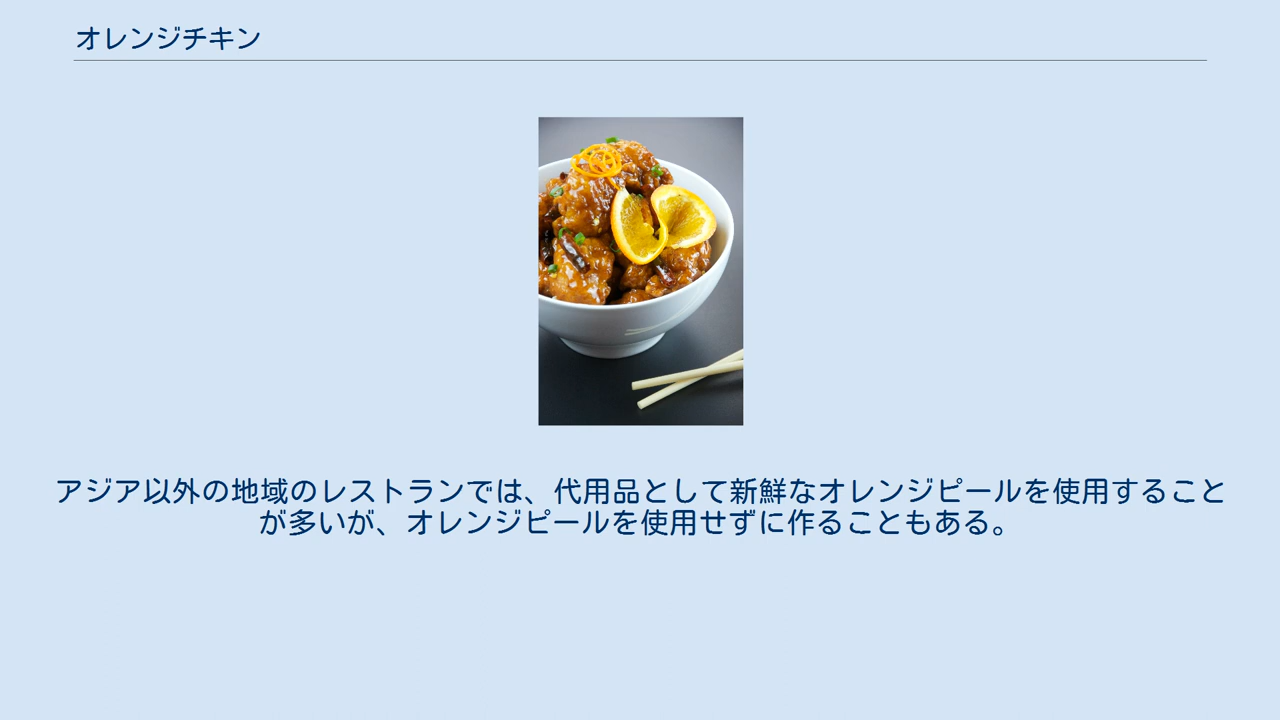 オレンジチキン
アジア以外の地域のレストランでは、代用品として新鮮なオレンジピールを使用すること
が多いが、オレンジピールを使用せずに作ることもある。